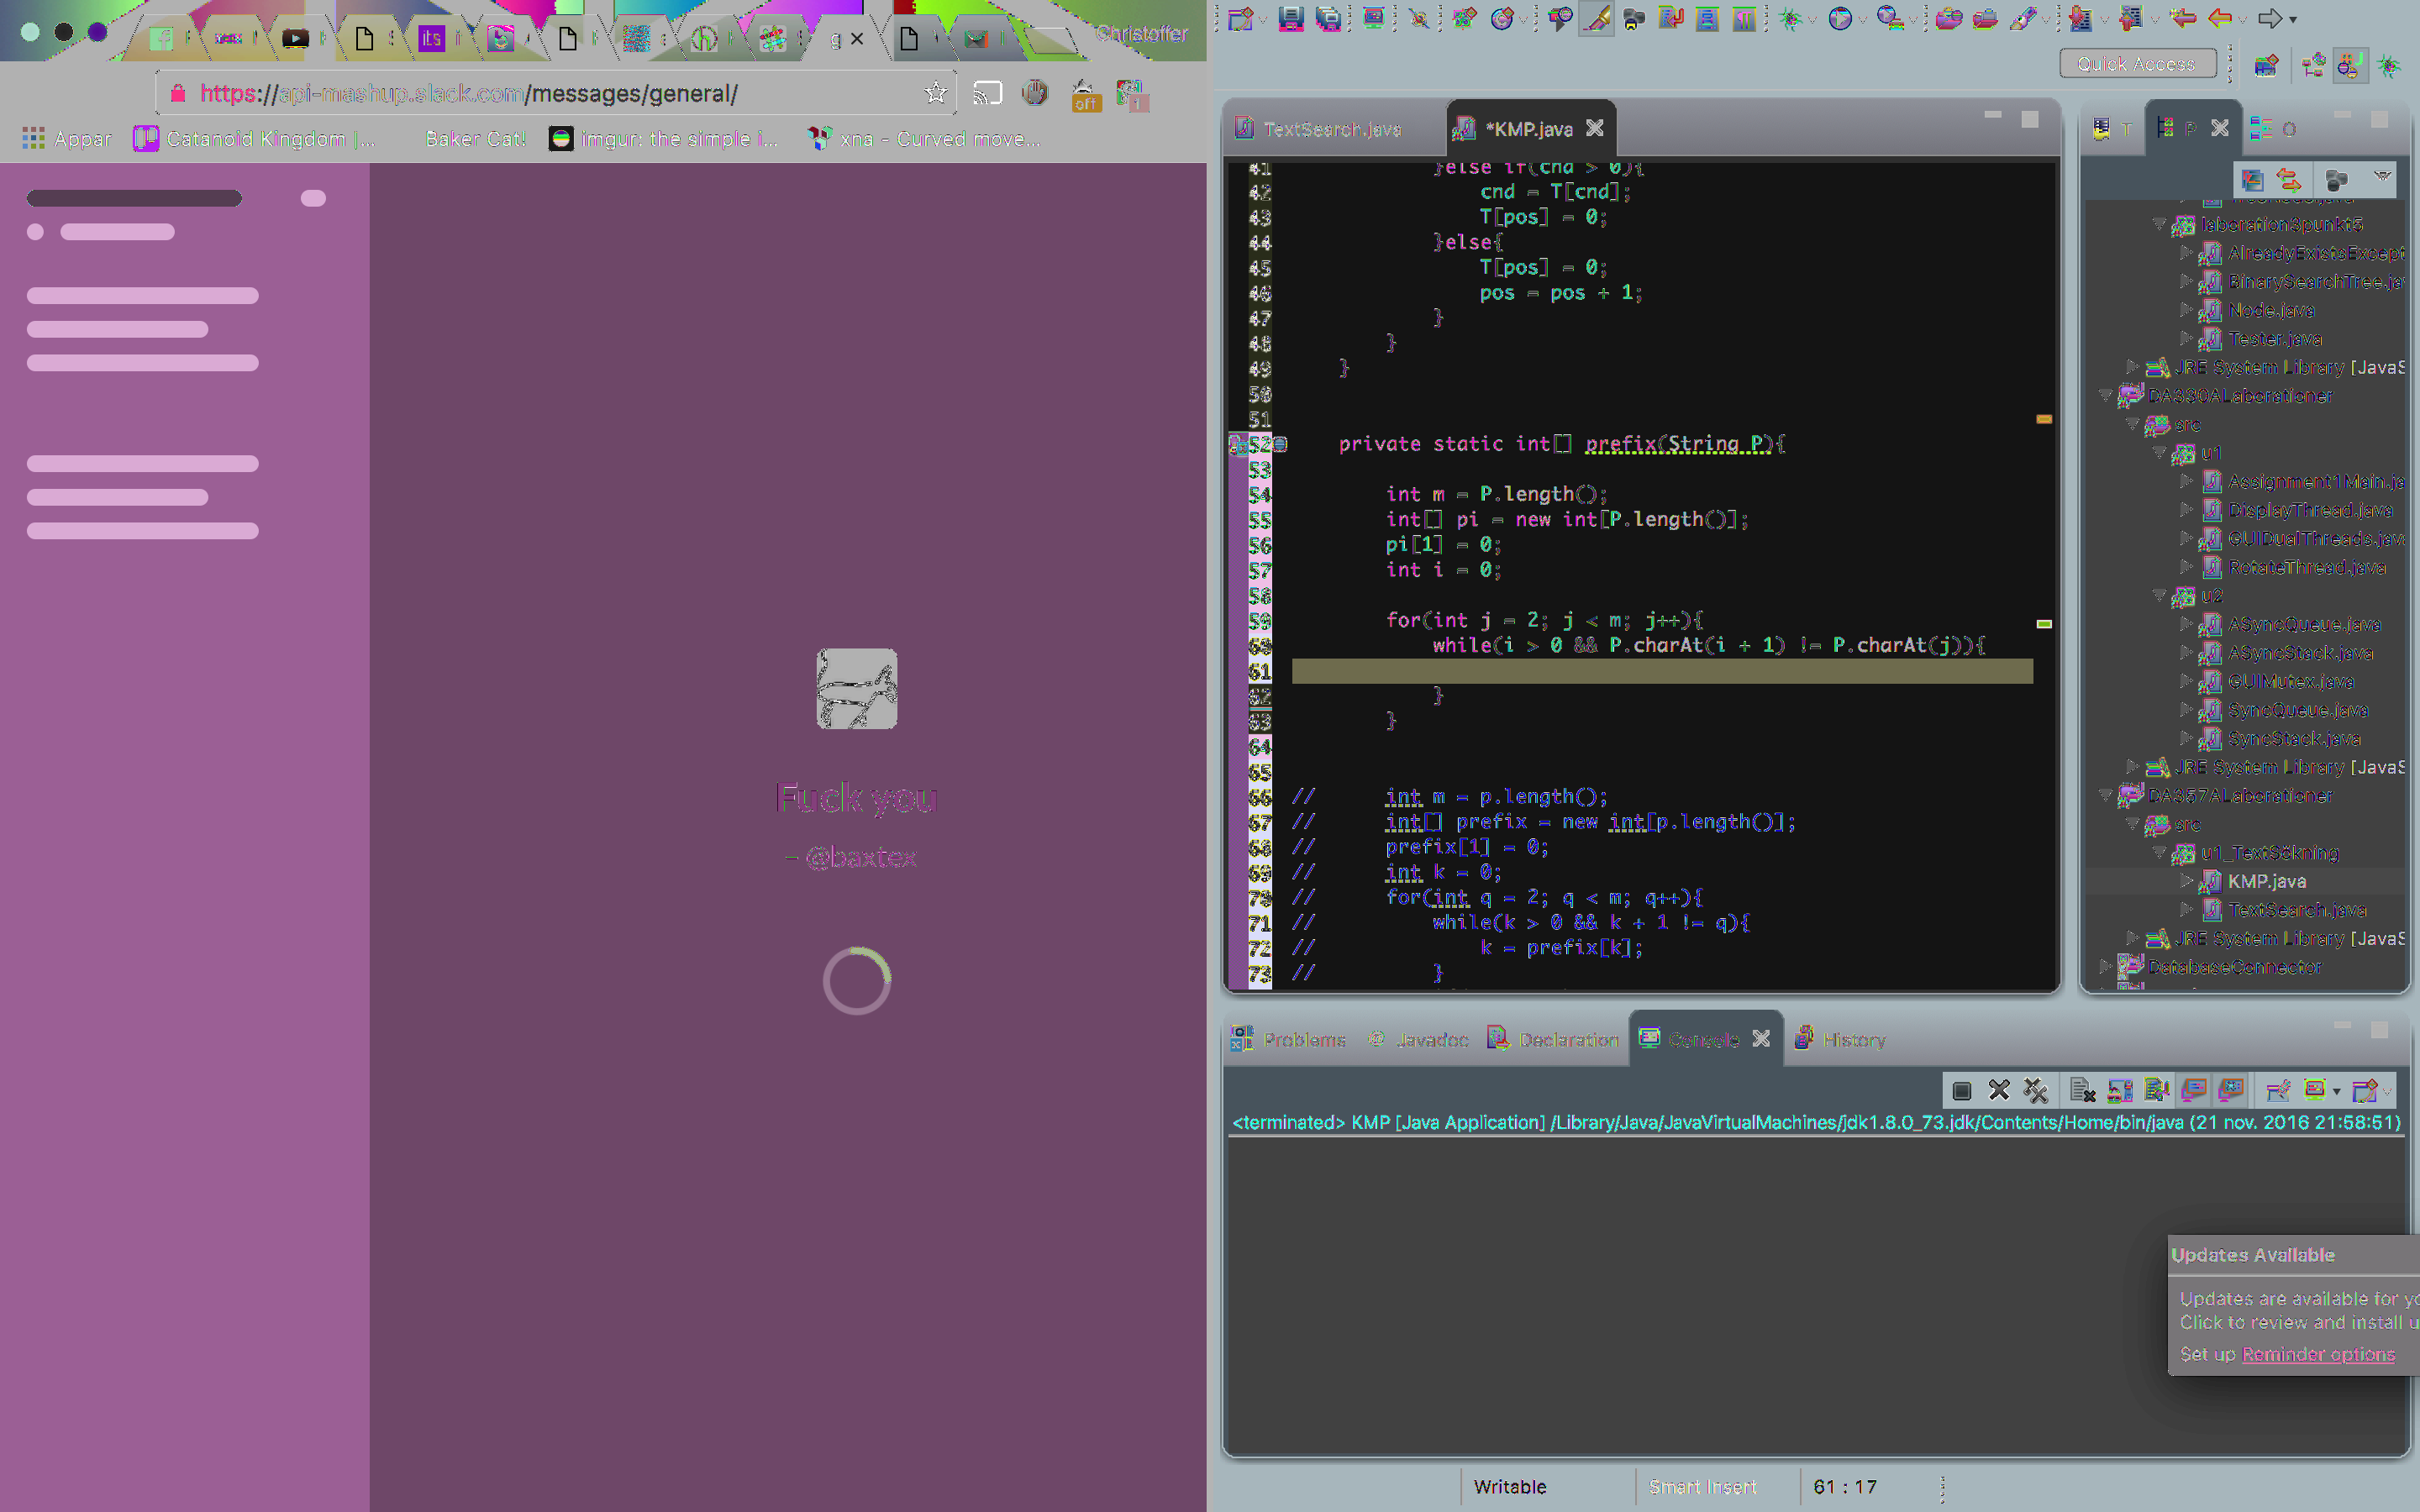 Christoffer
https://api-mashup.slack.com/messages/general/
off
Appar
Catanoid Kingdom |...
Baker Cat!
imgur: the simple i...
xna - Curved move...
Fuck you
- @baxtex
Quick Access
TextSearch.java
*KMP.java
41 }else if(cnd > 0){
42 cnd = T[cnd];
43 T[pos] = 0;
44 }else{
45 T[pos] = 0;
46 pos = pos + 1;
47 }
48 }
49 }
50
51
52 private static int[] prefix(String P){
53
54 int m = P.length();
55 int[] pi = new int[P.length()];
56 pi[1] = 0;
57 int i = 0;
58
59 for(int j = 2; j < m; j++){
60 while(i > 0 && P.charAt(i + 1) != P.charAt(j)){
61
62 }
63 }
64
65
66 // int m = p.length();
67 // int[] prefix = new int[p.length()];
68 // prefix[1] = 0;
69 // int k = 0;
70 // for(int q = 2; q < m; q++){
71 // while(k > 0 && k + 1 != q){
72 // k = prefix[k];
73 // }
T
P
O
laboration3punkt5
AlreadyExistsExcept
BinarySearchTree.jav
Node.java
Tester.java
JRE System Library [JavaS
DA380ALaborationer
src
u1
Assignment1Main.ja
DisplayThread.java
GUIDualThreads.java
RotateThread.java
u2
ASyncQueue.java
ASyncStack.java
GUIMutex.java
SyncQueue.java
SyncStack.java
JRE System Library [JavaS
DA357ALaborationer
src
u1_TextSökning
KMP.java
TextSearch.java
JRE System Library [JavaS
DatabaseConnector
Problems
Javadoc
Declaration
Console
History
<terminated> KMP [Java Application] /Library/Java/JavaVirtualMachines/jdk1.8.0_73.jdk/Contents/Home/bin/java (21 nov. 2016 21:58:51)
Updates Available
Updates are available for yo
Click to review and install u
Set up Reminder options
Writable
Smart Insert
61 : 17